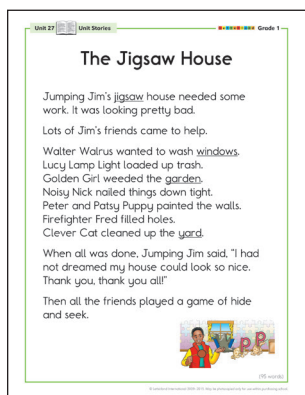 Unit 27 Unit Stories Grade 1
The Jigsaw House
Jumping Jim's jigsaw house needed some
work. It was looking pretty bad.
Lots of Jim's friends came to help.
Walter Walrus wanted to wash windows.
Lucy Lamp Light loaded up trash.
Golden Girl weeded the garden.
Noisy Nick nailed things down tight.
Peter and Patsy Puppy painted the walls.
Firefighter Fred filled holes.
Clever Cat cleaned up the yard.
When all was done, Jumping Jim said, "I had
not dreamed my house could look so nice.
Thank you, thank you all!"
Then all the friends played a game of hide
and seek.
(95 words)